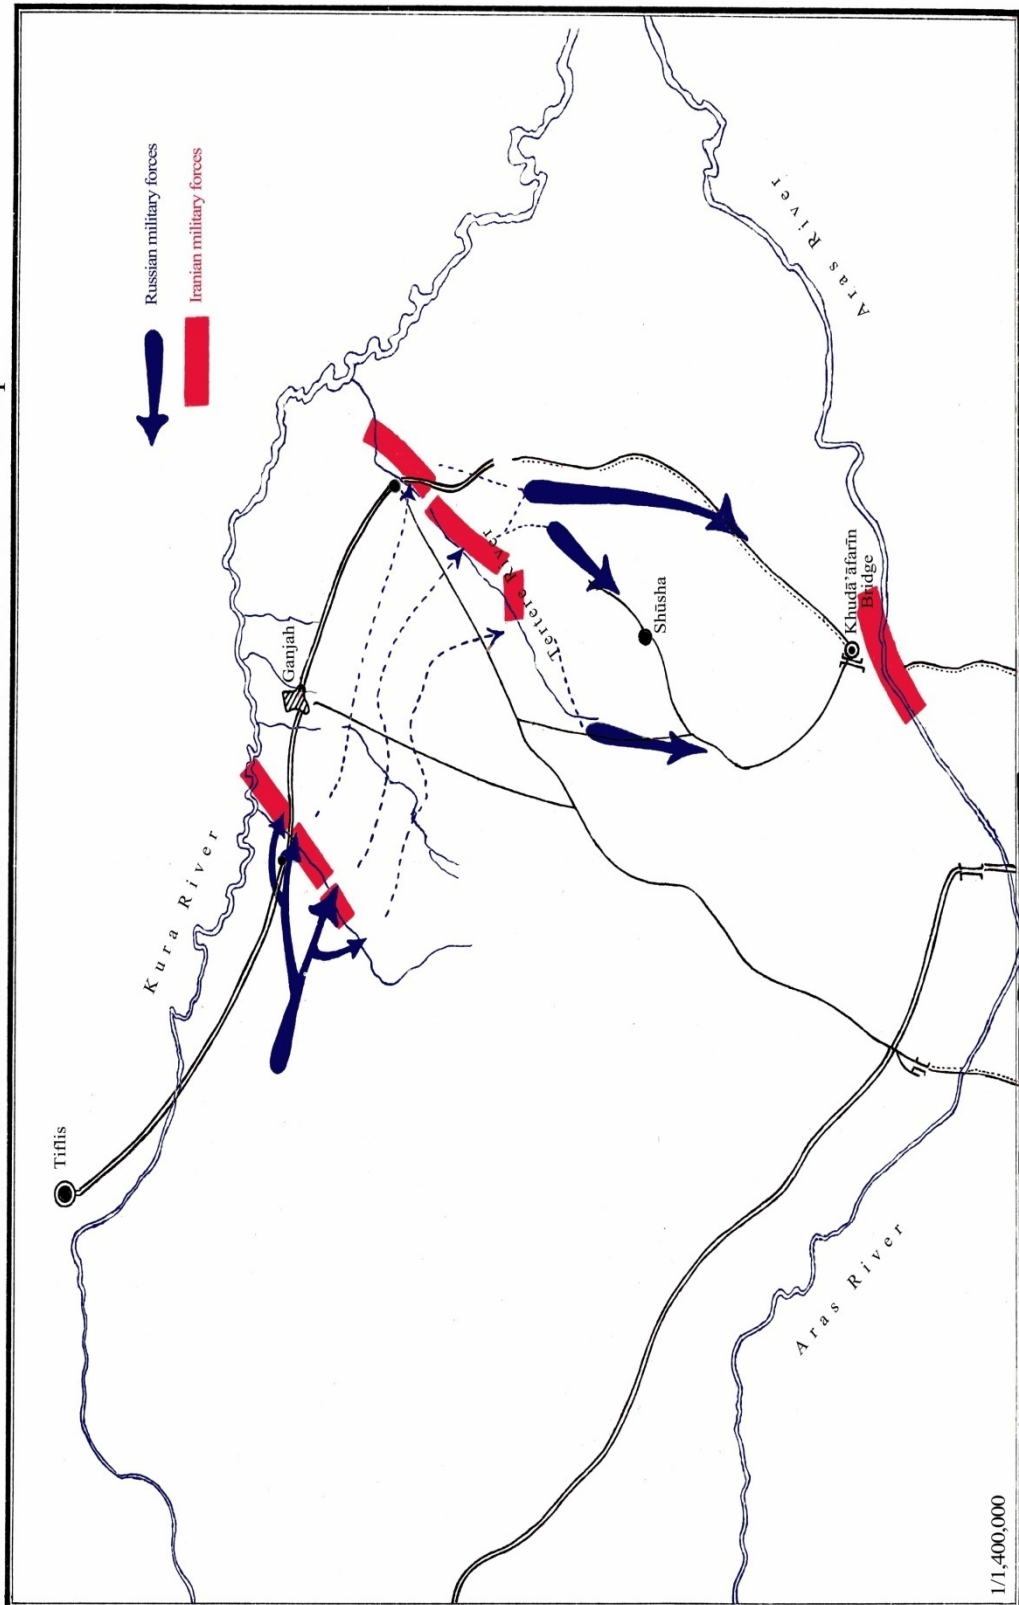 Russian military forces
Iranian military forces
Tiflis
Kura River
Ganjah
Tertere River
Shūsha
Khudā'āfarīn
Bridge
Aras River
Aras River
1/1,400,000